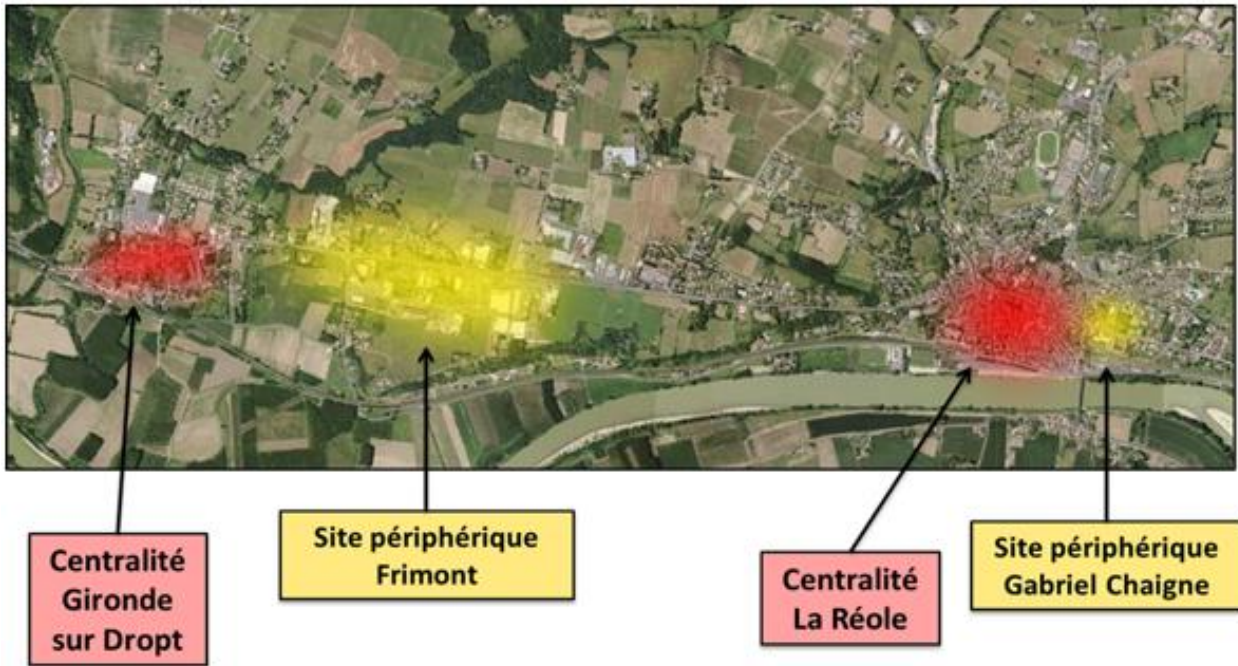 Centralité
Gironde
sur Dropt
Site périphérique
Frimont
Centralité
La Réole
Site périphérique
Gabriel Chaigne